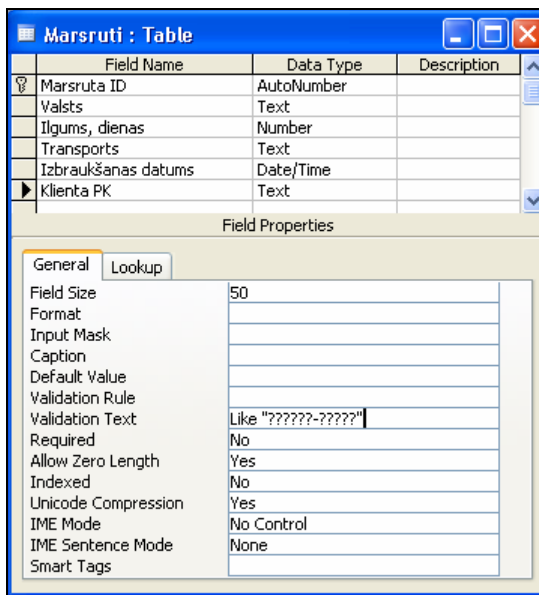 Marsruti : Table
Field Name Data Type Description
Marsruta ID AutoNumber
Valsts Text
Ilgums, dienas Number
Transports Text
Izbraukšanas datums Date/Time
Klienta PK Text
Field Properties
General Lookup
Field Size 50
Format
Input Mask
Caption
Default Value
Validation Rule
Validation Text Like "??????-?????"
Required No
Allow Zero Length Yes
Indexed No
Unicode Compression Yes
IME Mode No Control
IME Sentence Mode None
Smart Tags